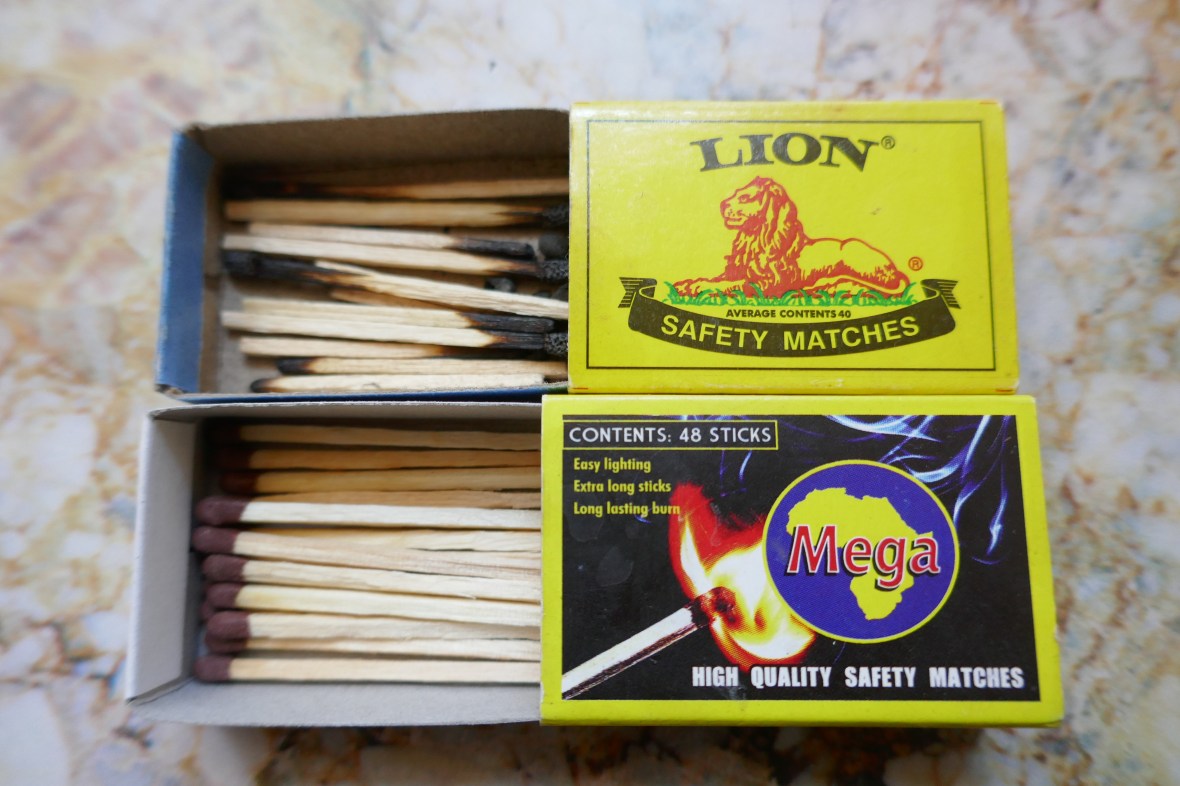 LION®
®
AVERAGE CONTENTS 40
SAFETY MATCHES
CONTENTS: 48 STICKS
Easy lighting
Extra long sticks
Long lasting burn
Mega
HIGH QUALITY SAFETY MATCHES